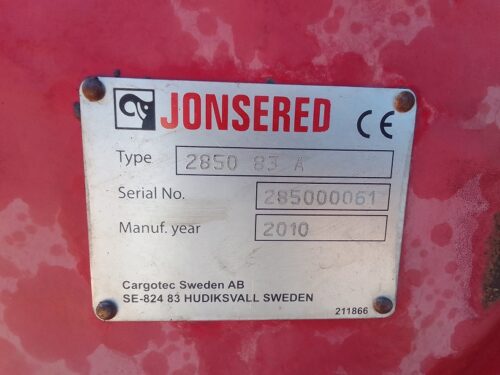 JONSERED CE
Type 2850 83 A
Serial No. 285000061
Manuf. year 2010
Cargotec Sweden AB
SE-824 83 HUDIKSVALL SWEDEN
211866